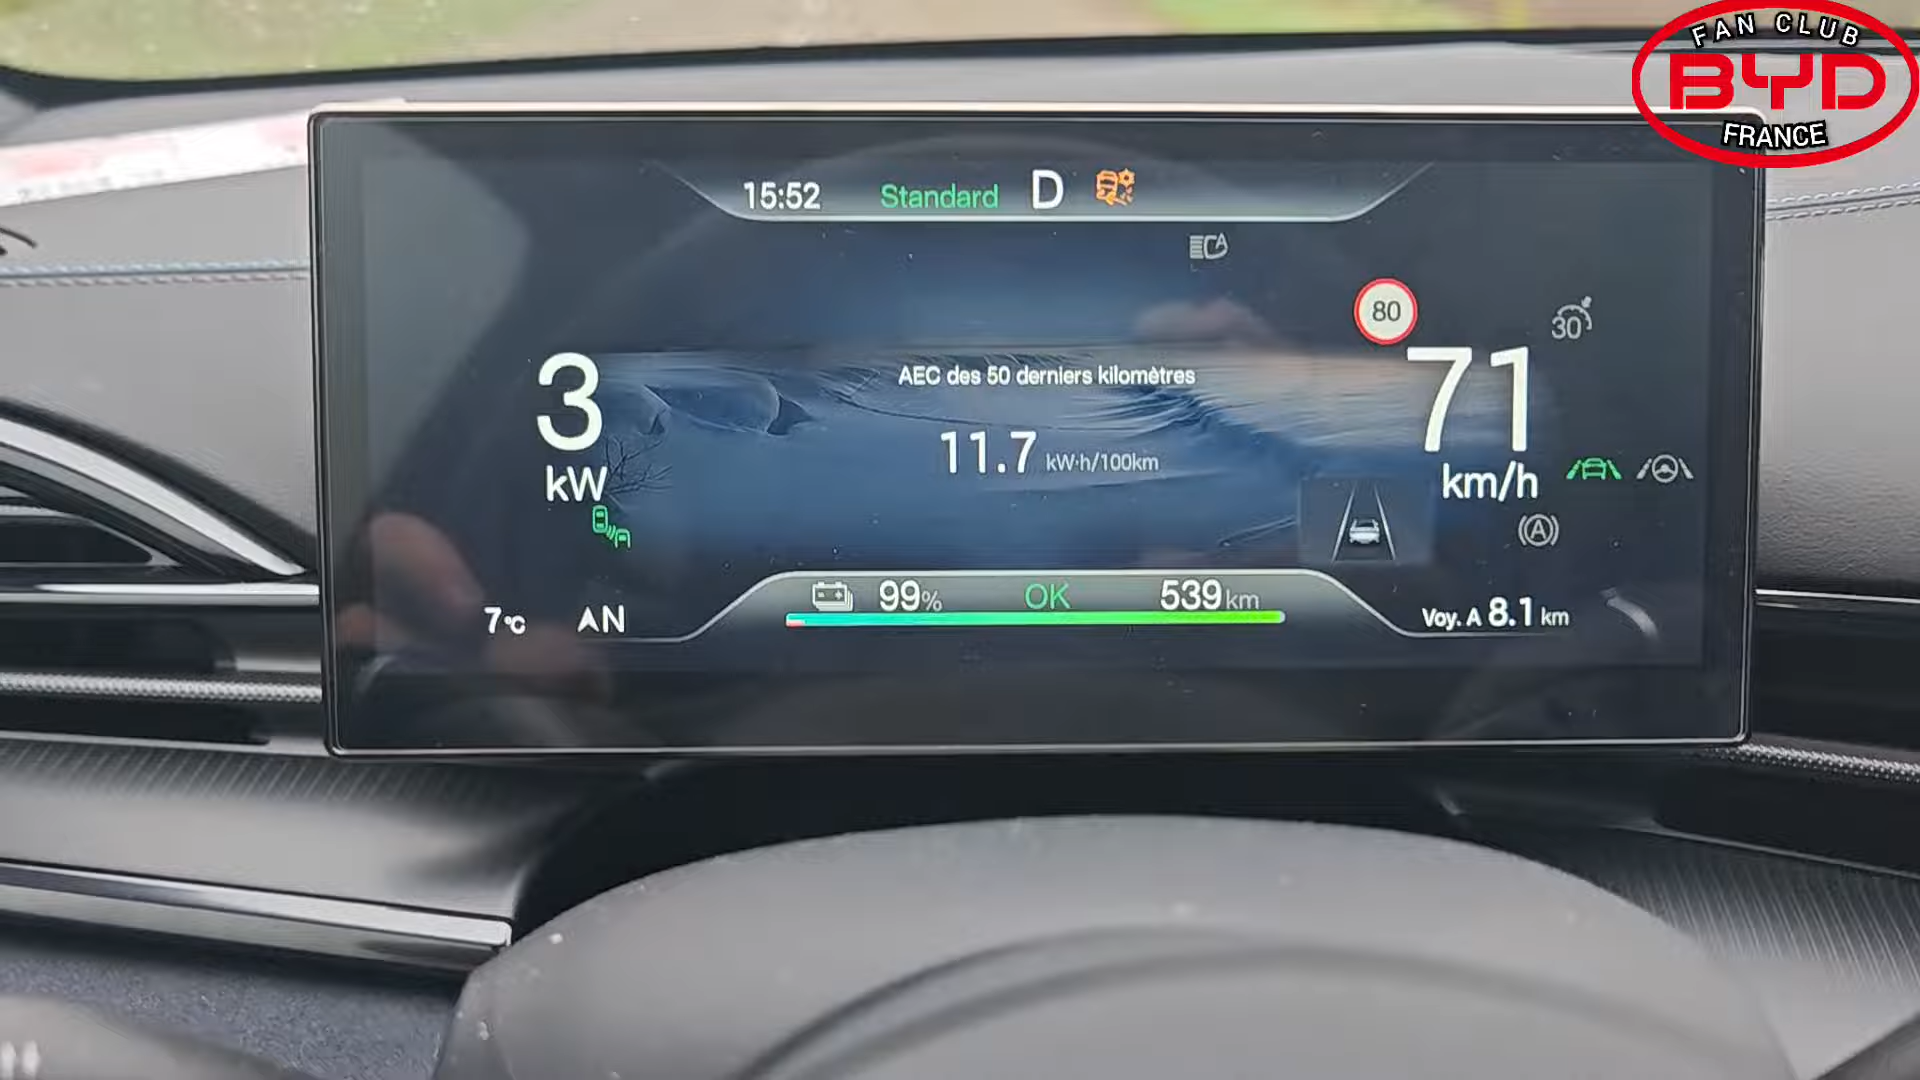 FAN CLUB
BYD
FRANCE
15:52 Standard D
80
30
3
kW
AEC des 50 derniers kilomètres
11.7 kW·h/100km
71
km/h
A
99% OK 539km
7°C N
Voy. A 8.1 km